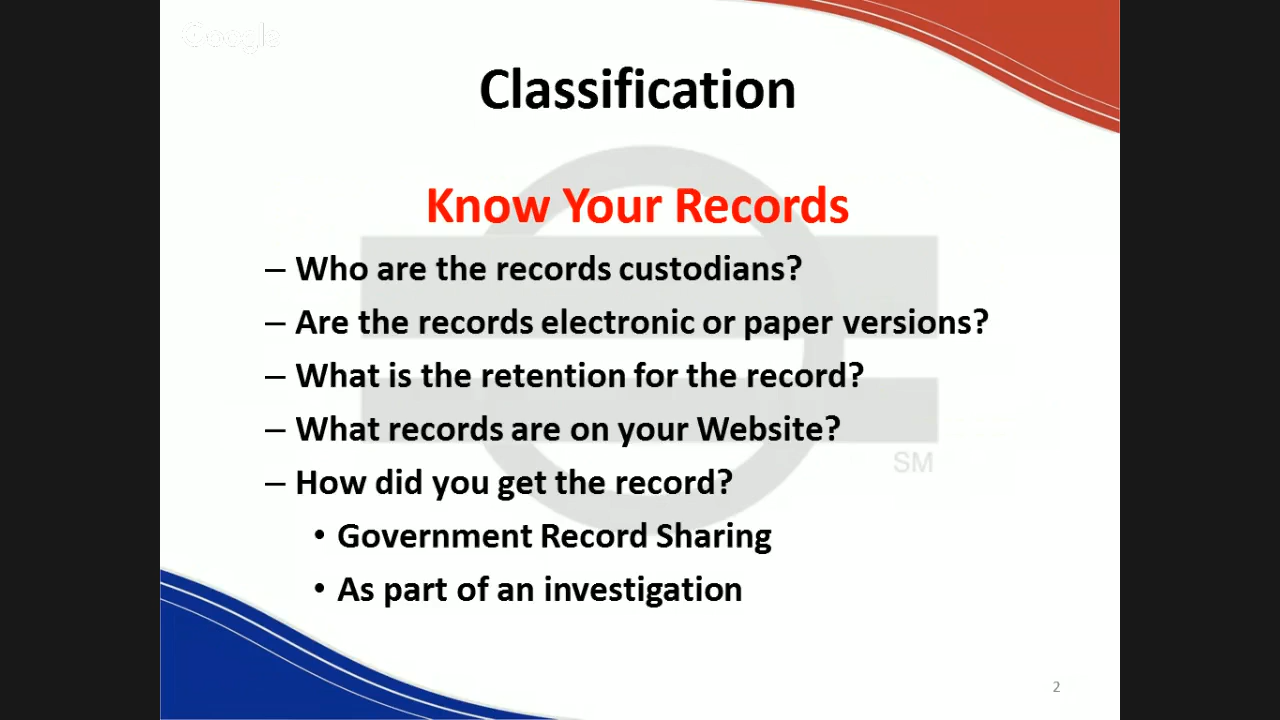 Google
Classification
Know Your Records
– Who are the records custodians?
– Are the records electronic or paper versions?
– What is the retention for the record?
– What records are on your Website?
SM
– How did you get the record?
• Government Record Sharing
• As part of an investigation
2